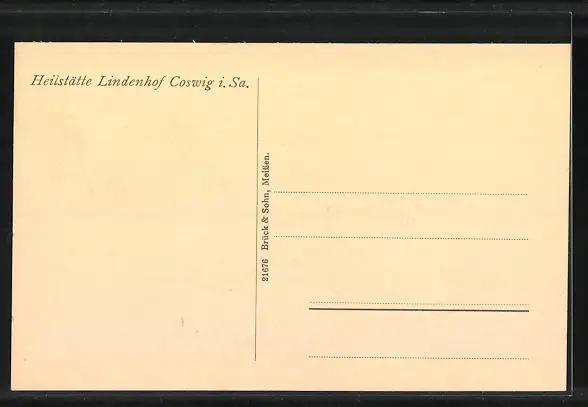 Heilstätte Lindenhof Coswig i. Sa.
21676 Brück & Sohn, Meißen.